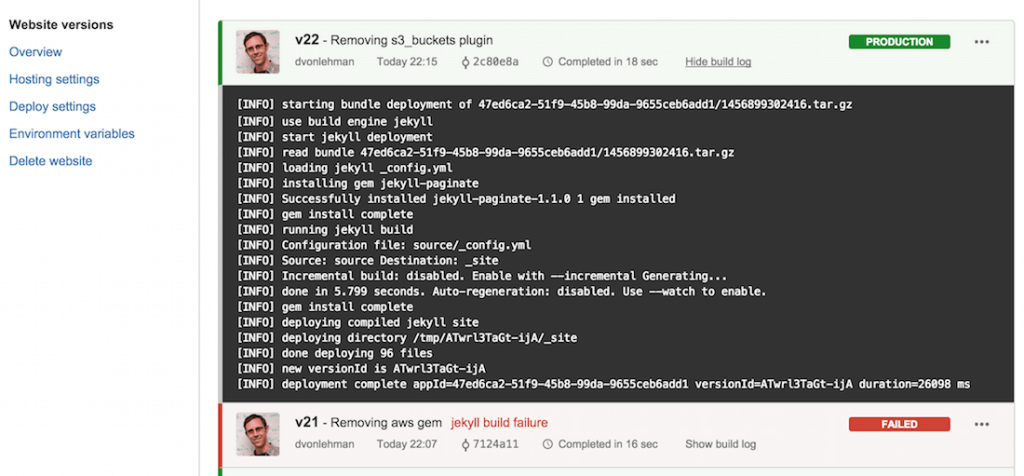 Website versions
Overview
Hosting settings
Deploy settings
Environment variables
Delete website
v22 - Removing s3_buckets plugin
PRODUCTION
dvonlehman Today 22:15 2c80e8a Completed in 18 sec Hide build log
[INFO] starting bundle deployment of 47ed6ca2-51f9-45b8-99da-9655ceb6add1/1456899302416.tar.gz
[INFO] use build engine jekyll
[INFO] start jekyll deployment
[INFO] read bundle 47ed6ca2-51f9-45b8-99da-9655ceb6add1/1456899302416.tar.gz
[INFO] loading jekyll _config.yml
[INFO] installing gem jekyll-paginate
[INFO] Successfully installed jekyll-paginate-1.1.0 1 gem installed
[INFO] gem install complete
[INFO] running jekyll build
[INFO] Configuration file: source/_config.yml
[INFO] Source: source Destination: _site
[INFO] Incremental build: disabled. Enable with --incremental Generating...
[INFO] done in 5.799 seconds. Auto-regeneration: disabled. Use --watch to enable.
[INFO] gem install complete
[INFO] deploying compiled jekyll site
[INFO] deploying directory /tmp/ATwrl3TaGt-ijA/_site
[INFO] done deploying 96 files
[INFO] new versionId is ATwrl3TaGt-ijA
[INFO] deployment complete appId=47ed6ca2-51f9-45b8-99da-9655ceb6add1 versionId=ATwrl3TaGt-ijA duration=26098 ms
v21 - Removing aws gem jekyll build failure
FAILED
dvonlehman Today 22:07 7124a11 Completed in 16 sec Show build log